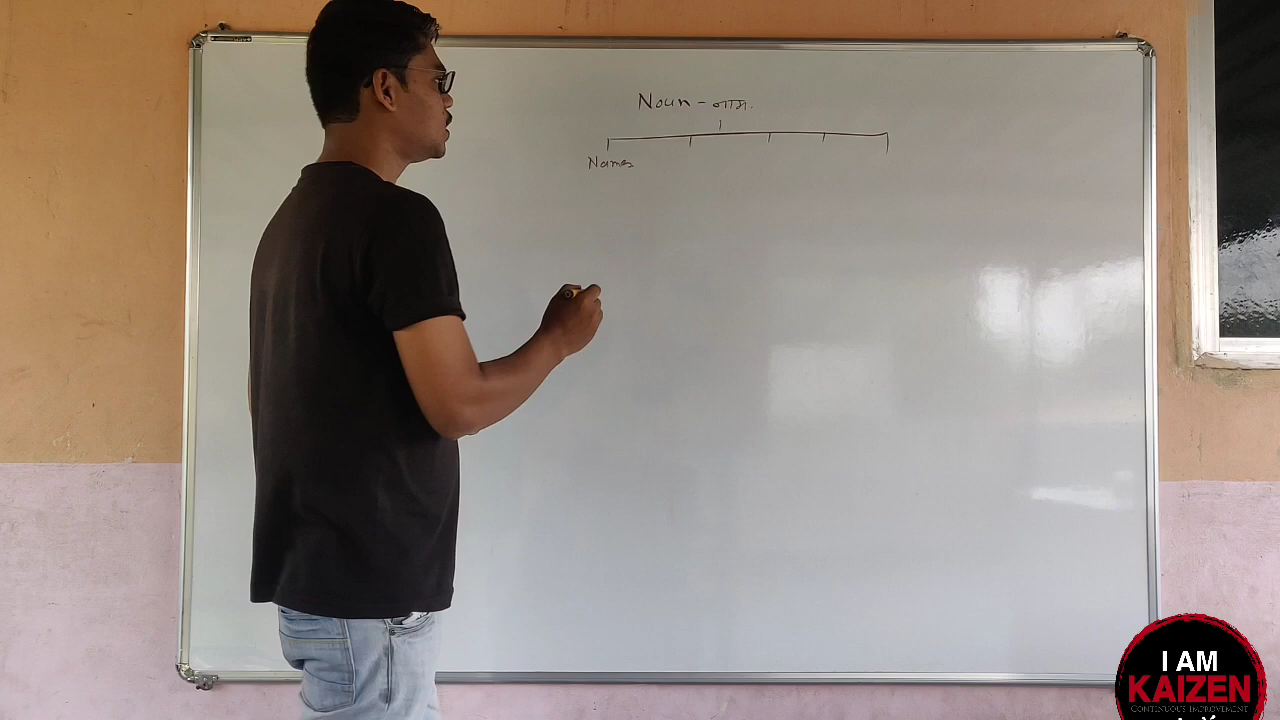 Noun - नाम.
Names
I AM
KAIZEN
CONTINUOUS IMPROVEMENT